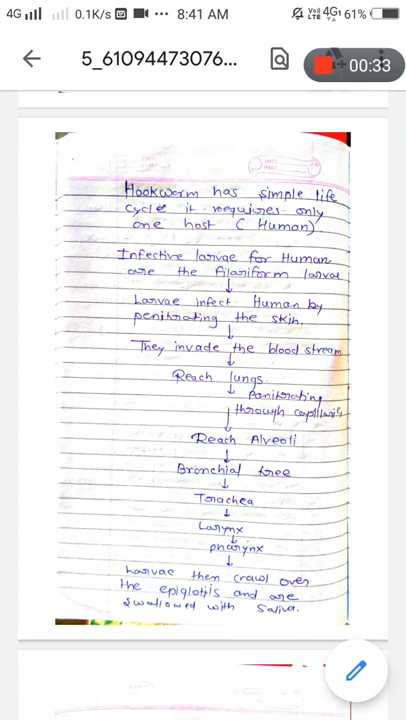 4G 0.1K/s ... 8:41 AM VoLTE 4G 61%
5_61094473076...
00:33
Hookworm has simple life
cycle it requires only
one host ( Human)
Infective larvae for Human
are the filariform larvae
↓
Larvae infect Human by
penitrating the skin.
↓
They invade the blood stream
↓
Reach lungs
↓ Panitrating
through capillaries
↓
Reach Alveoli
↓
Bronchial tree
↓
Trachea
↓
Larynx
↓
pharynx
↓
Larvae then crawl over
the epiglottis and are
swallowed with saliva.